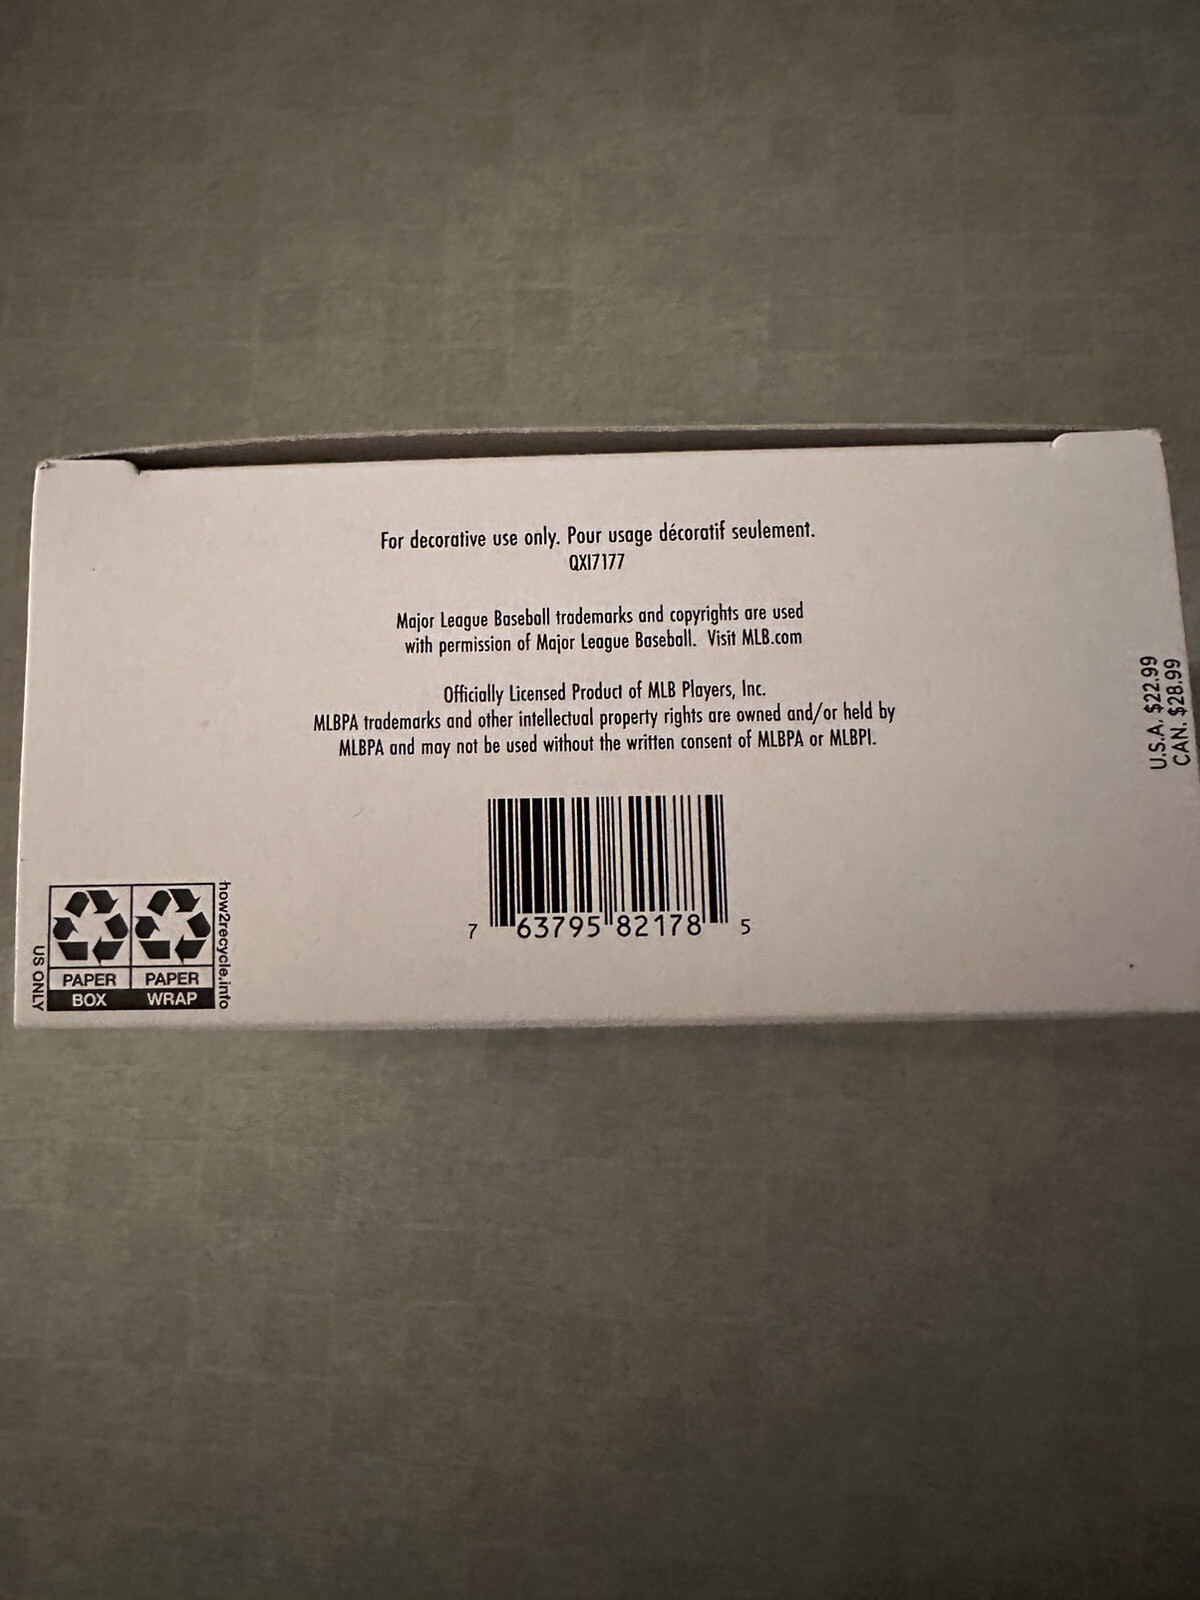 For decorative use only. Pour usage décoratif seulement.
QXI7177
Major League Baseball trademarks and copyrights are used
with permission of Major League Baseball. Visit MLB.com
Officially Licensed Product of MLB Players, Inc.
MLBPA trademarks and other intellectual property rights are owned and/or held by
MLBPA and may not be used without the written consent of MLBPA or MLBPI.
U.S.A. $22.99
CAN. $28.99
7 63795 82178 5
US ONLY
PAPER
BOX
PAPER
WRAP
how2recycle.info